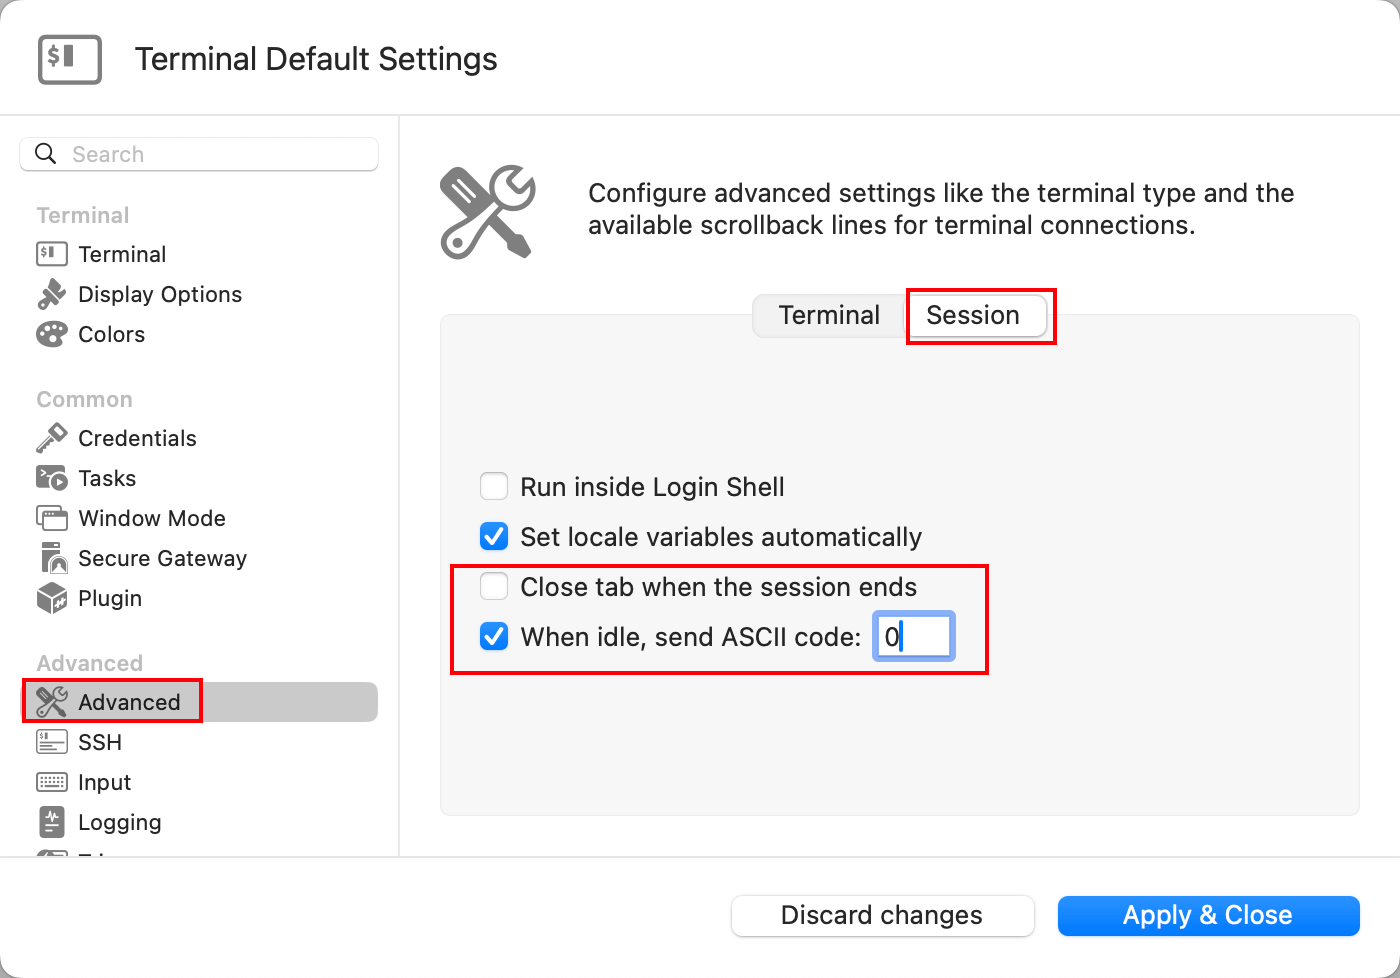 Terminal Default Settings
Search
Terminal
Terminal
Display Options
Colors
Common
Credentials
Tasks
Window Mode
Secure Gateway
Plugin
Advanced
Advanced
SSH
Input
Logging
Configure advanced settings like the terminal type and the
available scrollback lines for terminal connections.
Terminal
Session
Run inside Login Shell
Set locale variables automatically
Close tab when the session ends
When idle, send ASCII code: 0
Discard changes
Apply & Close